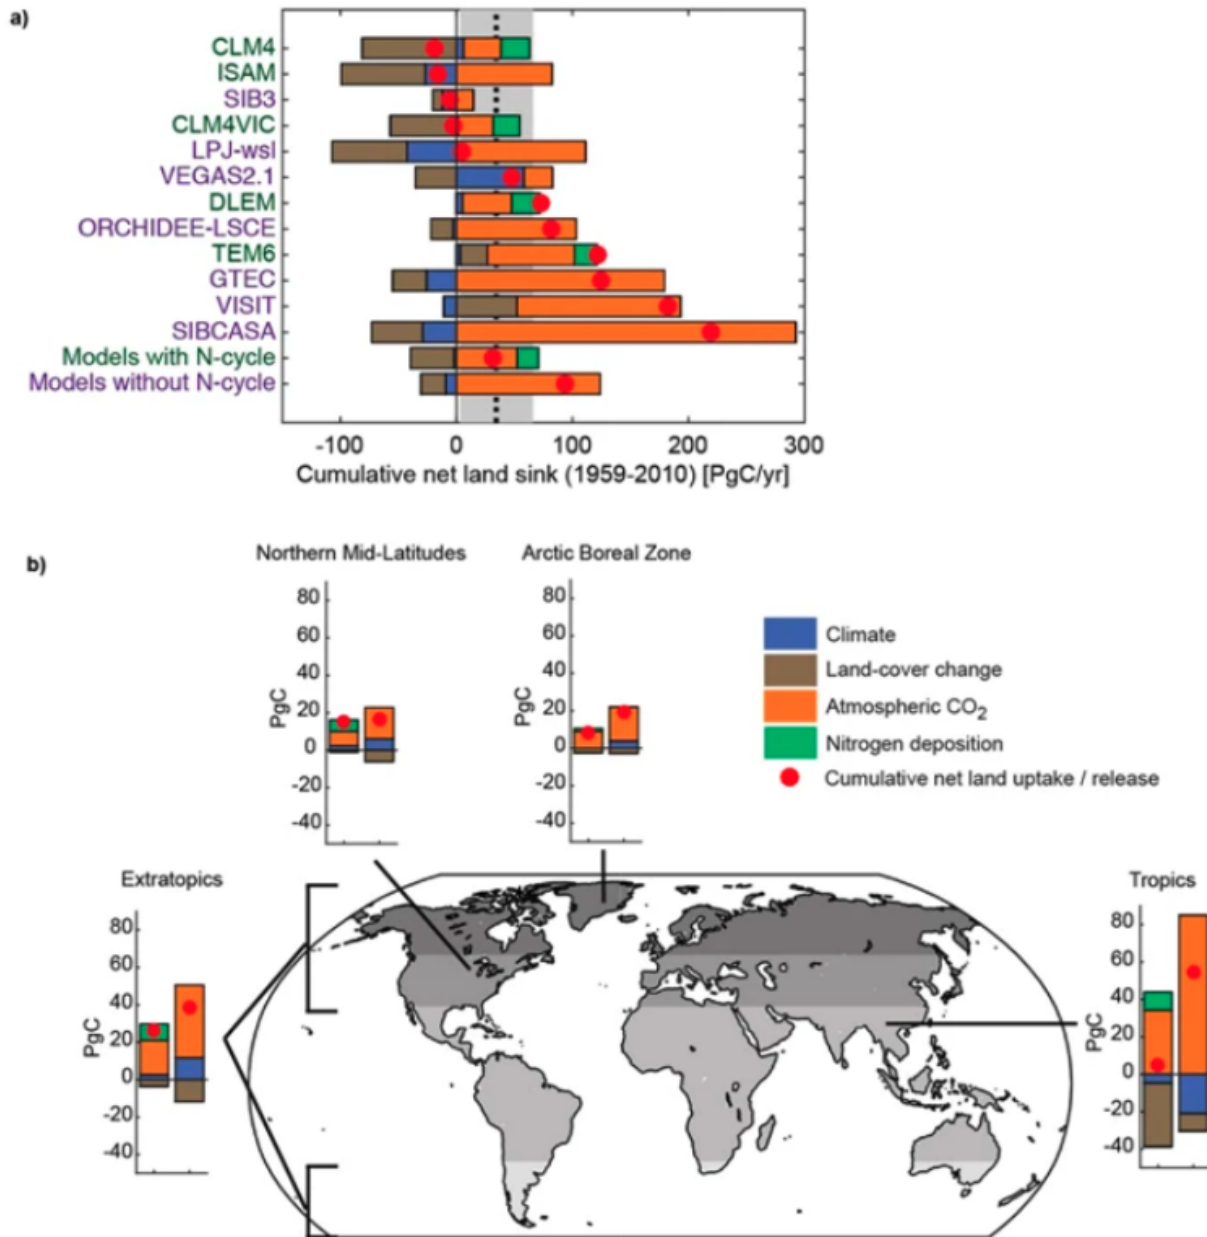 a)
CLM4
ISAM
SIB3
CLM4VIC
LPJ-wsl
VEGAS2.1
DLEM
ORCHIDEE-LSCE
TEM6
GTEC
VISIT
SIBCASA
Models with N-cycle
Models without N-cycle
-100 0 100 200 300
Cumulative net land sink (1959-2010) [PgC/yr]
b)
Northern Mid-Latitudes
80
60
40
20
0
-20
-40
PgC
Arctic Boreal Zone
80
60
40
20
0
-20
-40
PgC
Climate
Land-cover change
Atmospheric CO2
Nitrogen deposition
Cumulative net land uptake / release
Extratopics
80
60
40
20
0
-20
-40
PgC
Tropics
80
60
40
20
0
-20
-40
PgC